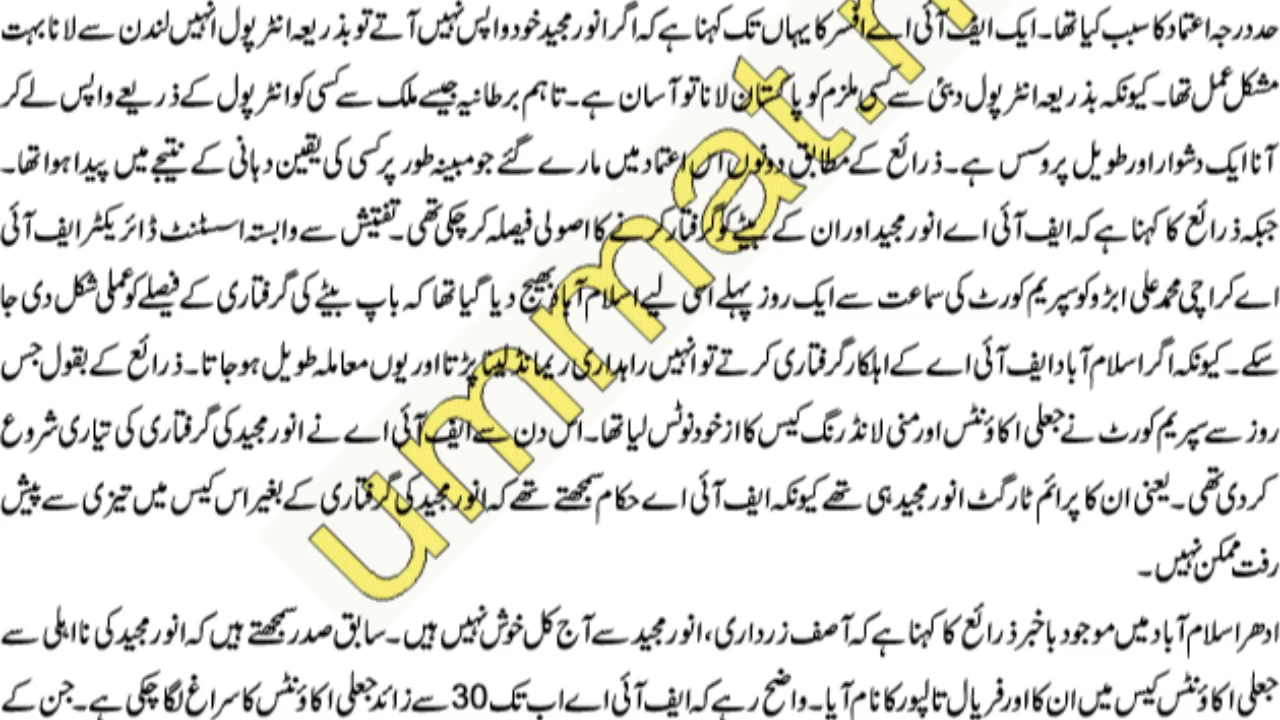 حد درجہ اعتماد کا سبب کیا تھا۔ ایک ایف آئی اے افسر کا یہاں تک کہنا ہے کہ اگر انور مجید خود واپس نہیں آتے تو بذریعہ انٹر پول انہیں لندن سے لانا بہت
مشکل عمل تھا۔ کیونکہ بذریعہ انٹر پول دبئی سے کسی ملزم کو پاکستان لانا تو آسان ہے۔ تاہم برطانیہ جیسے ملک سے کسی کو انٹر پول کے ذریعے واپس لے کر
آنا ایک دشوار اور طویل پروسس ہے۔ ذرائع کے مطابق دونوں اس اعتماد میں مارے گئے جو مبینہ طور پر کسی کی یقین دہانی کے نتیجے میں پیدا ہوا تھا۔
جبکہ ذرائع کا کہنا ہے کہ ایف آئی اے انور مجید اور ان کے بیٹے کو گرفتار کرنے کا اصولی فیصلہ کر چکی تھی۔ تفتیش سے وابستہ اسسٹنٹ ڈائریکٹر ایف آئی
اے کراچی محمد علی ابڑو کو سپریم کورٹ کی سماعت سے ایک روز پہلے اسی لیے اسلام آباد بھیج دیا گیا تھا کہ باپ بیٹے کی گرفتاری کے فیصلے کو عملی شکل دی جا
سکے۔ کیونکہ اگر اسلام آباد ایف آئی اے کے اہلکار گرفتاری کرتے تو انہیں راہداری ریمانڈ لینا پڑتا اور یوں معاملہ طویل ہو جاتا۔ ذرائع کے بقول جس
روز سے سپریم کورٹ نے جعلی اکاؤنٹس اور منی لانڈرنگ کیس کا از خود نوٹس لیا تھا۔ اس دن سے ایف آئی اے نے انور مجید کی گرفتاری کی تیاری شروع
کر دی تھی۔ یعنی ان کا پرائم ٹارگٹ انور مجید ہی تھے کیونکہ ایف آئی اے حکام سمجھتے تھے کہ انور مجید کی گرفتاری کے بغیر اس کیس میں تیزی سے پیش
رفت ممکن نہیں۔
ادھر اسلام آباد میں موجود باخبر ذرائع کا کہنا ہے کہ آصف زرداری، انور مجید سے آج کل خوش نہیں ہیں۔ سابق صدر سمجھتے ہیں کہ انور مجید کی نااہلی سے
جعلی اکاؤنٹس کیس میں ان کا اور فریال تالپور کا نام آیا۔ واضح رہے کہ ایف آئی اے اب تک 30 سے زائد جعلی اکاؤنٹس کا سراغ لگا چکی ہے۔ جن کے
ummat.